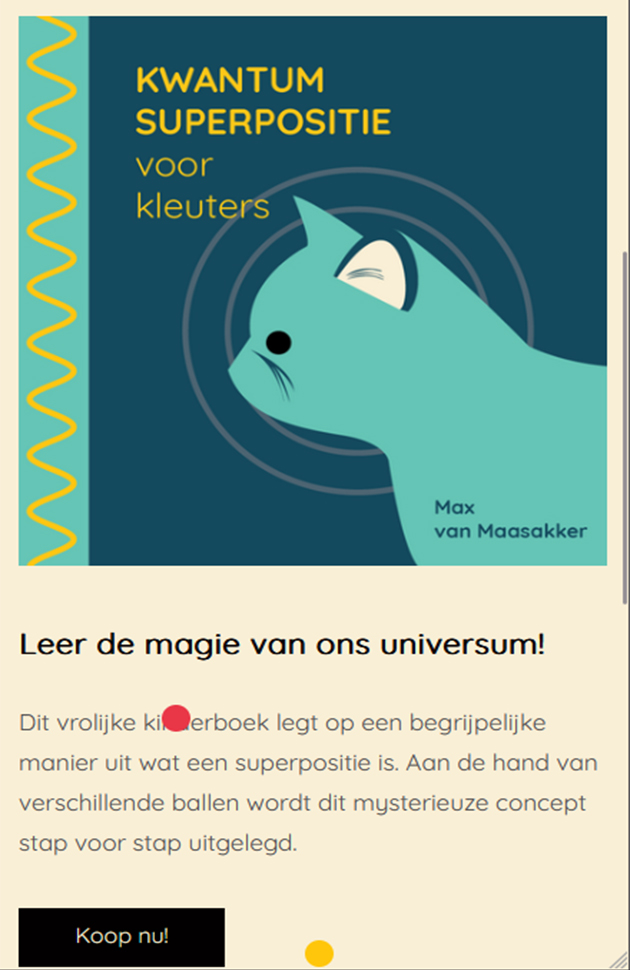 KWANTUM
SUPERPOSITIE
voor
kleuters
Max
van Maasakker
Leer de magie van ons universum!
Dit vrolijke kinderboek legt op een begrijpelijke
manier uit wat een superpositie is. Aan de hand van
verschillende ballen wordt dit mysterieuze concept
stap voor stap uitgelegd.
Koop nu!